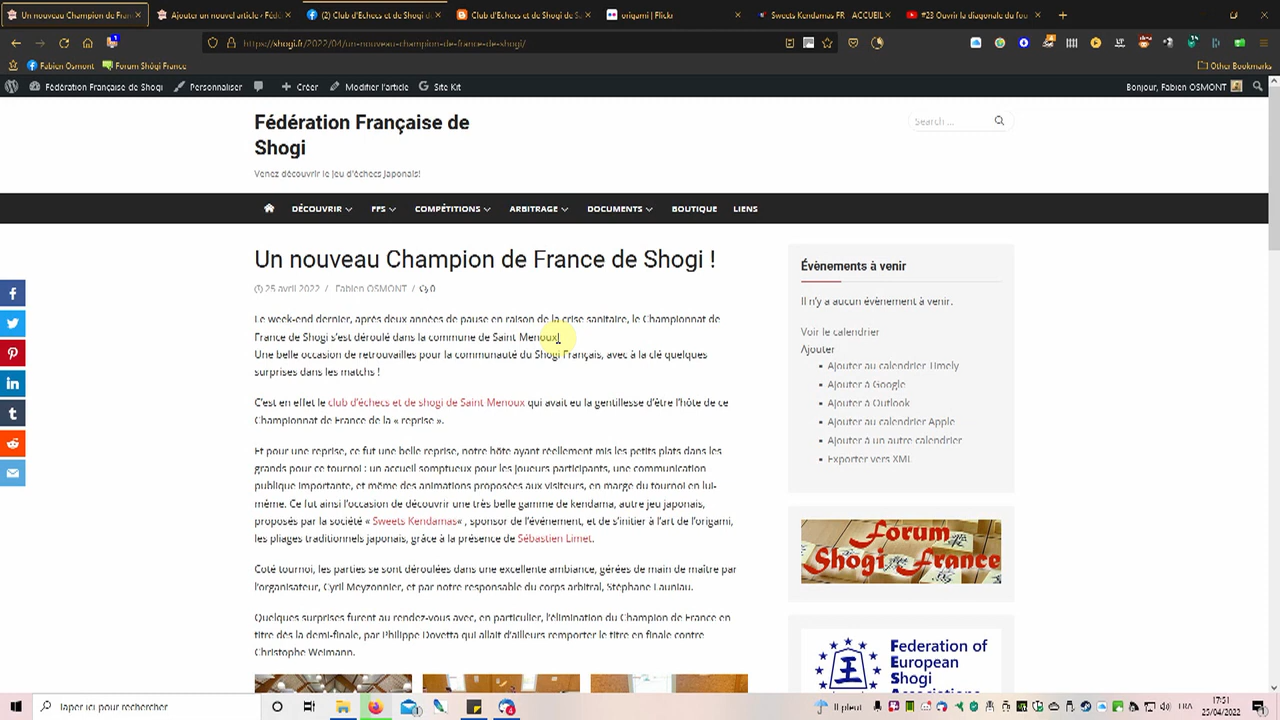 Un nouveau Champion de Fran
Ajouter un nouvel article ‹ Féd
(2) Club d'Echecs et de Shogi d
Club d'Echecs et de Shogi de Sa
origami | Flickr
Sweets Kendamas FR ACCUEIL
#23 Ouvrir la diagonale du fou
https://shogi.fr/2022/04/un-nouveau-champion-de-france-de-shogi/
Fabien Osmont
Forum Shôgi France
Other Bookmarks
Fédération Française de Shogi
Personnaliser
Créer
Modifier l'article
Site Kit
Bonjour, Fabien OSMONT
Fédération Française de
Shogi
Venez découvrir le jeu d'échecs japonais!
Search …
DÉCOUVRIR
FFS
COMPÉTITIONS
ARBITRAGE
DOCUMENTS
BOUTIQUE
LIENS
Un nouveau Champion de France de Shogi !
25 avril 2022 / Fabien OSMONT / 0
Le week-end dernier, après deux années de pause en raison de la crise sanitaire, le Championnat de
France de Shogi s'est déroulé dans la commune de Saint Menoux.
Une belle occasion de retrouvailles pour la communauté du Shogi Français, avec à la clé quelques
surprises dans les matchs !
C'est en effet le club d'échecs et de shogi de Saint Menoux qui avait eu la gentillesse d'être l'hôte de ce
Championnat de France de la « reprise ».
Et pour une reprise, ce fut une belle reprise, notre hôte ayant réellement mis les petits plats dans les
grands pour ce tournoi : un accueil somptueux pour les joueurs participants, une communication
publique importante, et même des animations proposées aux visiteurs, en marge du tournoi en lui-
même. Ce fut ainsi l'occasion de découvrir une très belle gamme de kendama, autre jeu japonais,
proposés par la société « Sweets Kendamas« , sponsor de l'évènement, et de s'initier à l'art de l'origami,
les pliages traditionnels japonais, grâce à la présence de Sébastien Limet.
Coté tournoi, les parties se sont déroulées dans une excellente ambiance, gérées de main de maître par
l'organisateur, Cyril Meyzonnier, et par notre responsable du corps arbitral, Stéphane Launiau.
Quelques surprises furent au rendez-vous avec, en particulier, l'élimination du Champion de France en
titre dès la demi-finale, par Philippe Dovetta qui allait d'ailleurs remporter le titre en finale contre
Christophe Weimann.
Évènements à venir
Il n'y a aucun évènement à venir.
Voir le calendrier
Ajouter
Ajouter au calendrier Timely
Ajouter à Google
Ajouter à Outlook
Ajouter au calendrier Apple
Ajouter à un autre calendrier
Exporter vers XML
Forum
Shogi France
Federation of
European
Shogi
Associations
王
Taper ici pour rechercher
Il pleut
FRA
17:51
25/04/2022